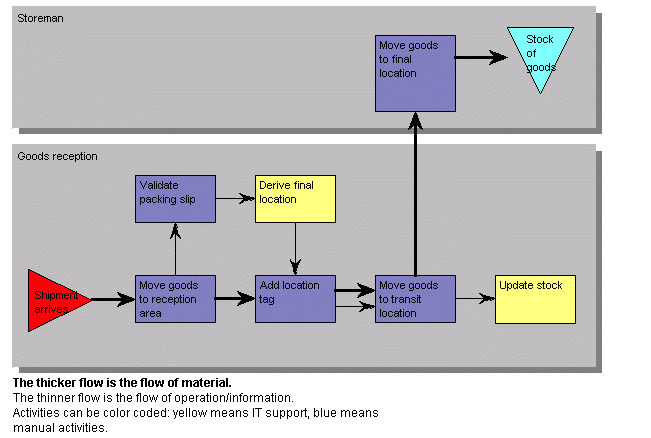 Storeman
Move goods
to final
location
Stock
of
goods
Goods reception
Validate
packing slip
Derive final
location
Shipment
arrives
Move goods
to reception
area
Add location
tag
Move goods
to transit
location
Update stock
The thicker flow is the flow of material.
The thinner flow is the flow of operation/information.
Activities can be color coded: yellow means IT support, blue means
manual activities.